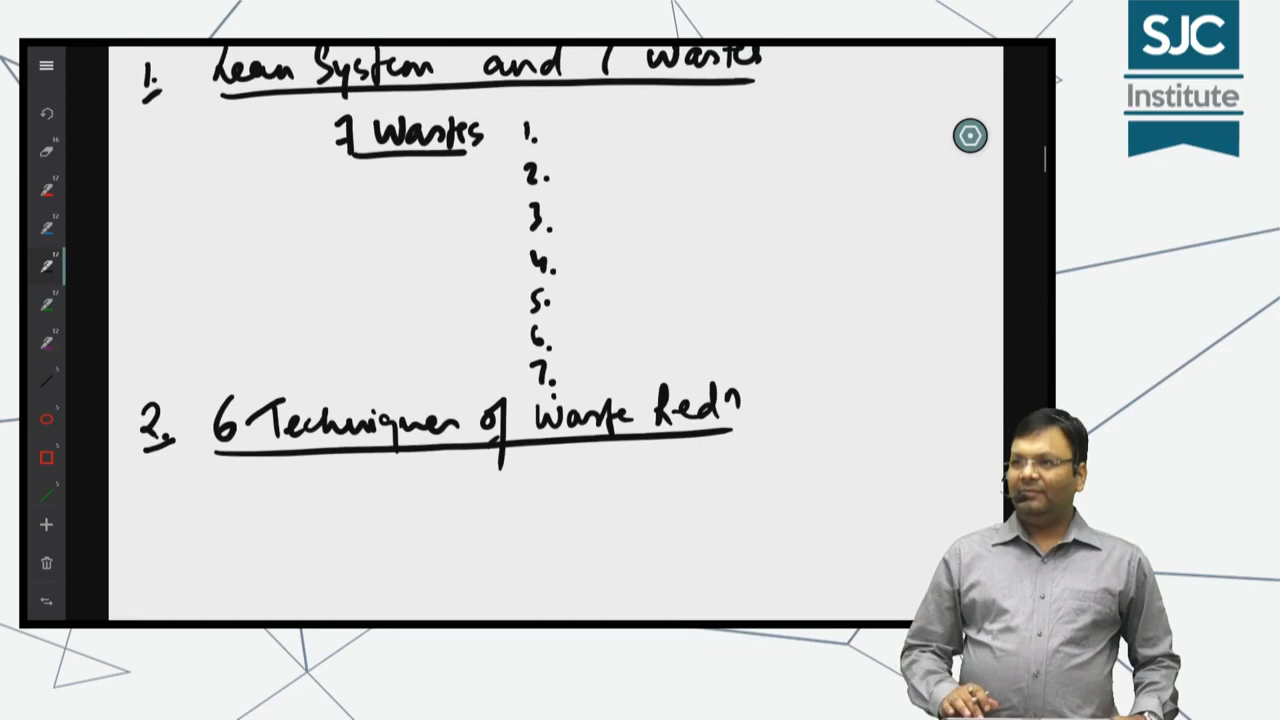 SJC
Institute
1. Lean System and 7 Wastes
7 Wastes 1.
2.
3.
4.
5.
6.
7.
2. 6 Techniques of Waste Redn